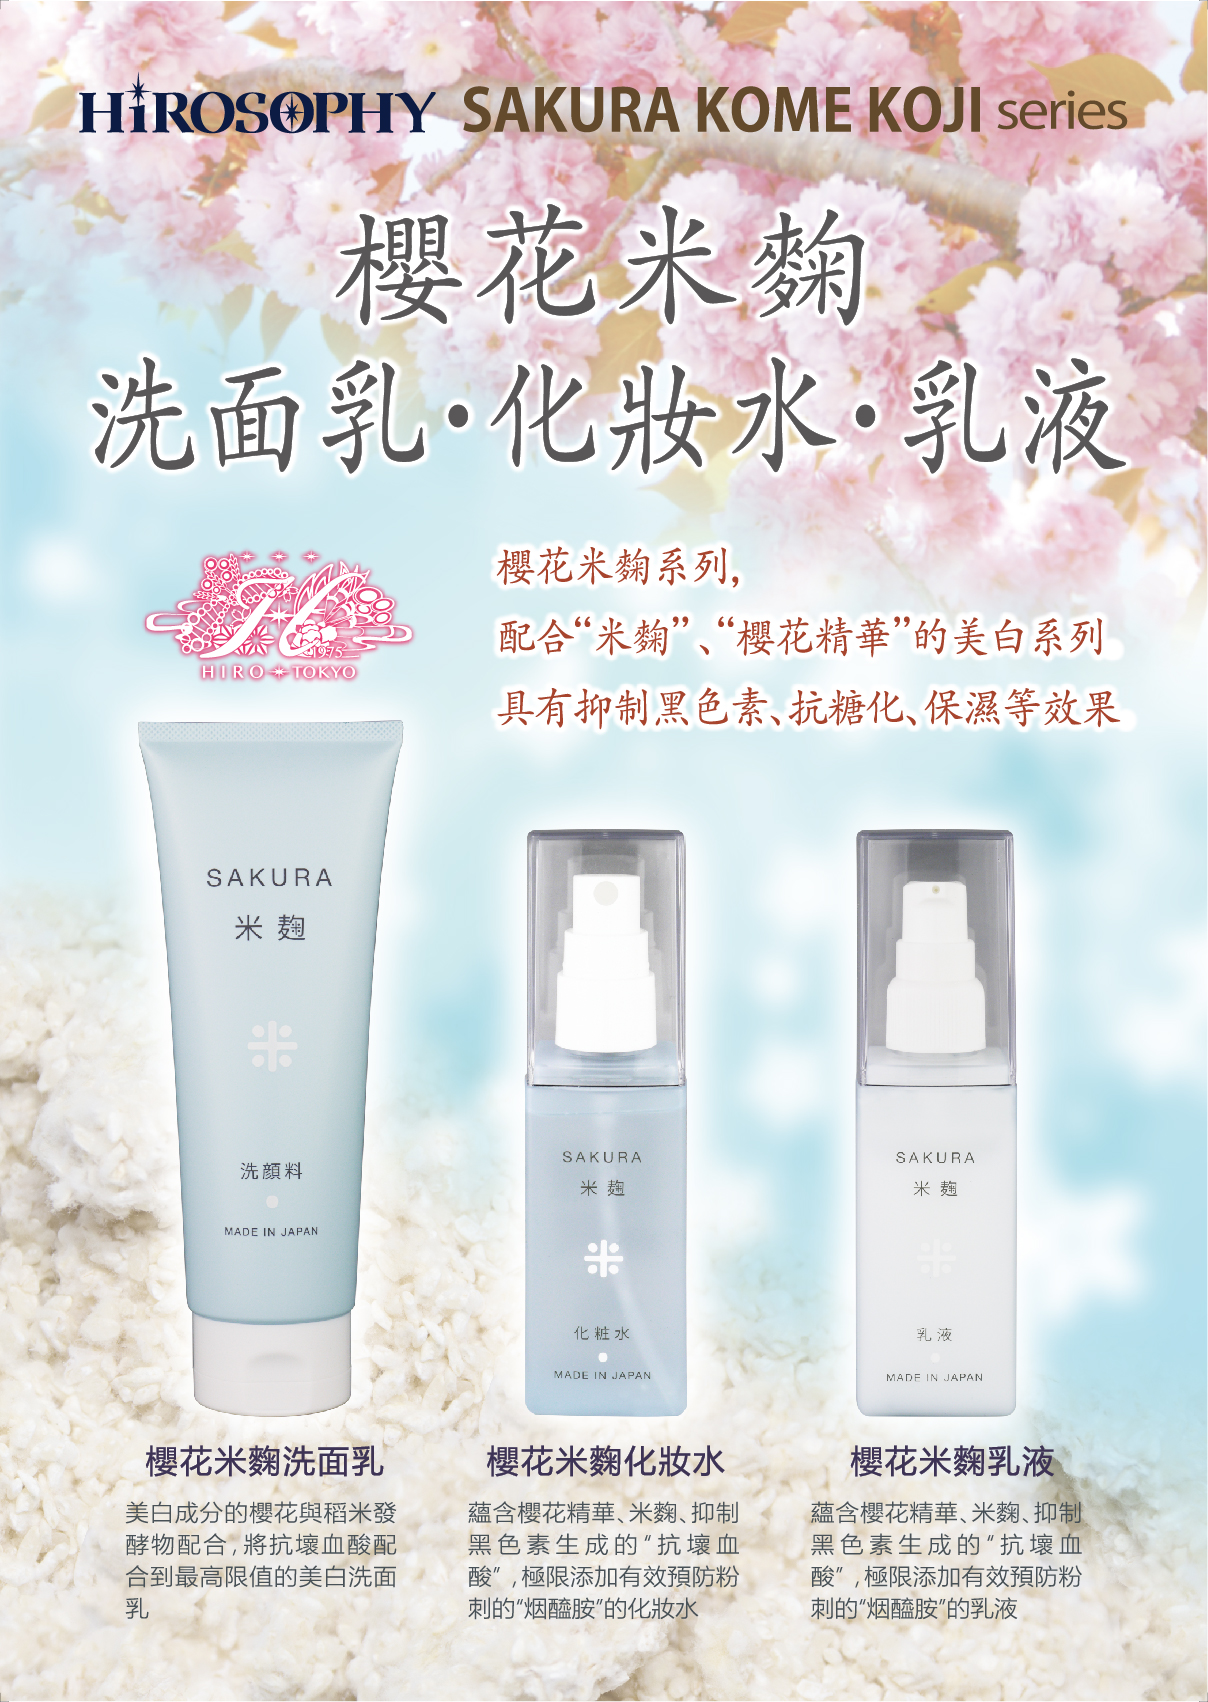 HiROSOPHY SAKURA KOME KOJI series
櫻花米麴
洗面乳・化妝水・乳液
櫻花米麴系列,
配合“米麴”、“櫻花精華”的美白系列
具有抑制黑色素、抗糖化、保濕等效果
H
1975
HIRO TOKYO
SAKURA
米麹
洗顔料
MADE IN JAPAN
SAKURA
米麹
化粧水
MADE IN JAPAN
SAKURA
米麹
乳液
MADE IN JAPAN
櫻花米麴洗面乳
美白成分的櫻花與稻米發
酵物配合,將抗壞血酸配
合到最高限值的美白洗面
乳
櫻花米麴化妝水
蘊含櫻花精華、米麴、抑制
黑色素生成的“抗壞血
酸”,極限添加有效預防粉
刺的“烟醯胺”的化妝水
櫻花米麴乳液
蘊含櫻花精華、米麴、抑制
黑色素生成的“抗壞血
酸”,極限添加有效預防粉
刺的“烟醯胺”的乳液